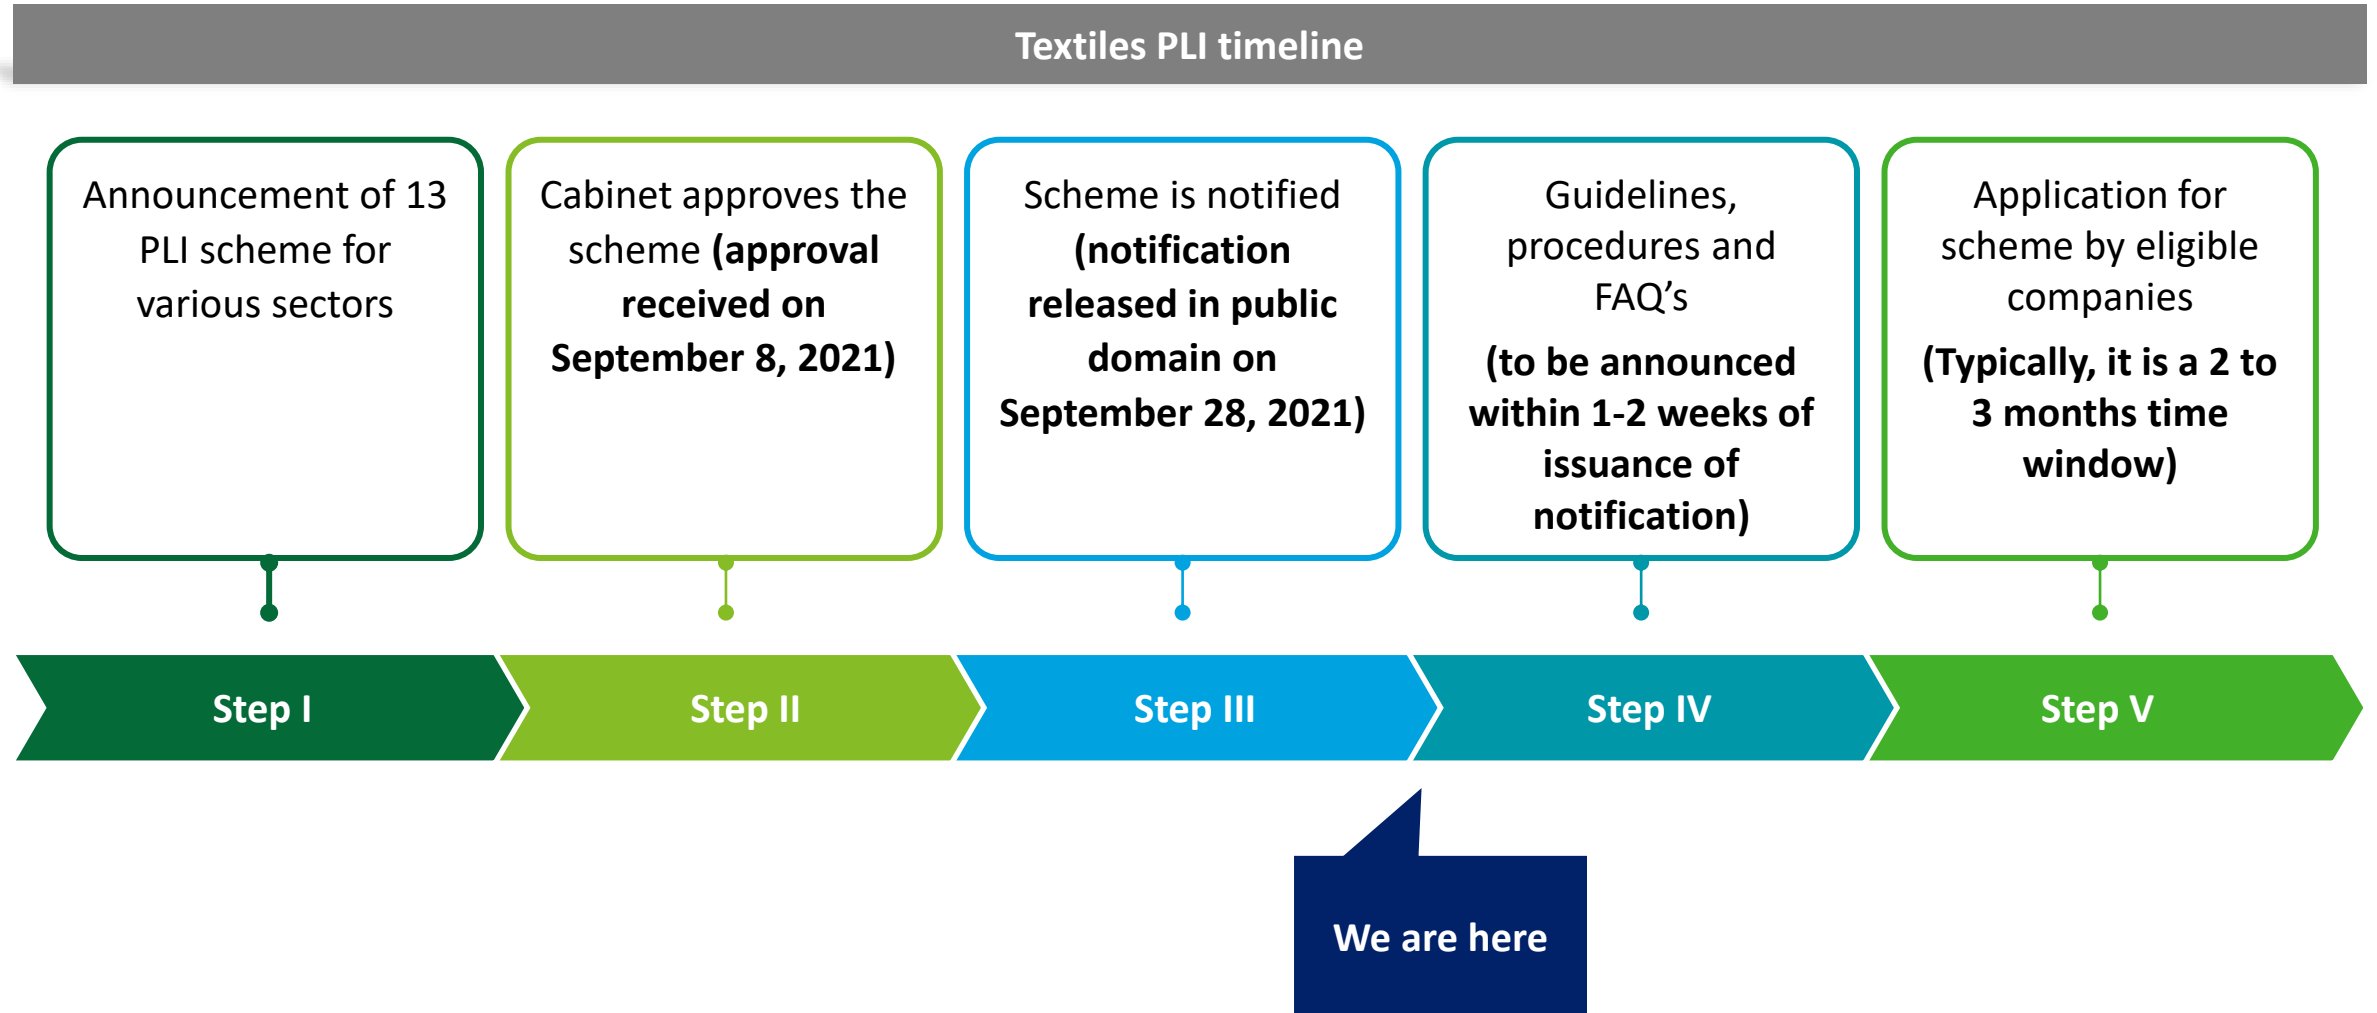 Textiles PLI timeline
Announcement of 13
PLI scheme for
various sectors
Cabinet approves the
scheme (approval
received on
September 8, 2021)
Scheme is notified
(notification
released in public
domain on
September 28, 2021)
Guidelines,
procedures and
FAQ’s
(to be announced
within 1-2 weeks of
issuance of
notification)
Application for
scheme by eligible
companies
(Typically, it is a 2 to
3 months time
window)
Step I
Step II
Step III
Step IV
Step V
We are here